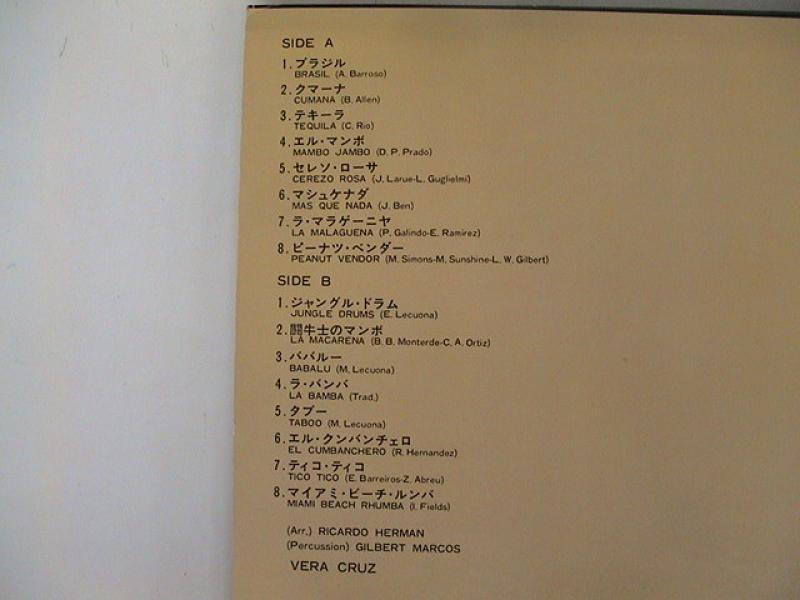 SIDE A
1.ブラジル
BRASIL (A. Barroso)
2.クマーナ
CUMANA (B. Allen)
3.テキーラ
TEQUILA (C. Rio)
4.エル・マンボ
MAMBO JAMBO (D. P. Prado)
5.セレソ・ローサ
CEREZO ROSA (J. Larue-L. Guglielmi)
6.マシュケナダ
MAS QUE NADA (J. Ben)
7.ラ・マラゲーニヤ
LA MALAGUENA (P. Galindo-E. Ramirez)
8.ピーナツ・ベンダー
PEANUT VENDOR (M. Simons-M. Sunshine-L. W. Gilbert)
SIDE B
1.ジャングル・ドラム
JUNGLE DRUMS (E. Lecuona)
2.闘牛士のマンボ
LA MACARENA (B. B. Monterde-C. A. Ortiz)
3.ババルー
BABALU (M. Lecuona)
4.ラ・バンバ
LA BAMBA (Trad.)
5.タブー
TABOO (M. Lecuona)
6.エル・クンバンチェロ
EL CUMBANCHERO (R. Hernandez)
7.ティコ・ティコ
TICO TICO (E. Barreiros-Z. Abreu)
8.マイアミ・ビーチ・ルンバ
MIAMI BEACH RHUMBA (I. Fields)
(Arr.) RICARDO HERMAN
(Percussion) GILBERT MARCOS
VERA CRUZ